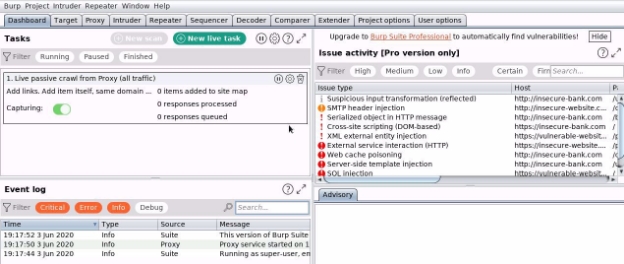 Burp Project Intruder Repeater Window Help
Dashboard Target Proxy Intruder Repeater Sequencer Decoder Comparer Extender Project options User options
Tasks
New scan
New live task
Filter Running Paused Finished
1. Live passive crawl from Proxy (all traffic)
Add links. Add item itself, same domain ... 0 items added to site map
Capturing: 0 responses processed
0 responses queued
Event log
Filter Critical Error Info Debug Search...
Time Type Source Message
19:17:52 3 Jun 2020 Info Suite This version of Burp Suite
19:17:50 3 Jun 2020 Info Proxy Proxy service started on 1
19:17:44 3 Jun 2020 Info Suite Running as super-user, en
Upgrade to Burp Suite Professional to automatically find vulnerabilities! Hide
Issue activity [Pro version only]
Filter High Medium Low Info Certain Firm Search...
Issue type Host
Suspicious input transformation (reflected) http://insecure-bank.com
SMTP header injection http://insecure-website.c...
Serialized object in HTTP message http://insecure-bank.com
Cross-site scripting (DOM-based) https://insecure-bank.com
XML external entity injection https://vulnerable-websit...
External service interaction (HTTP) https://insecure-website....
Web cache poisoning http://insecure-bank.com
Server-side template injection http://insecure-bank.com
SQL injection https://vulnerable-websit...
Advisory